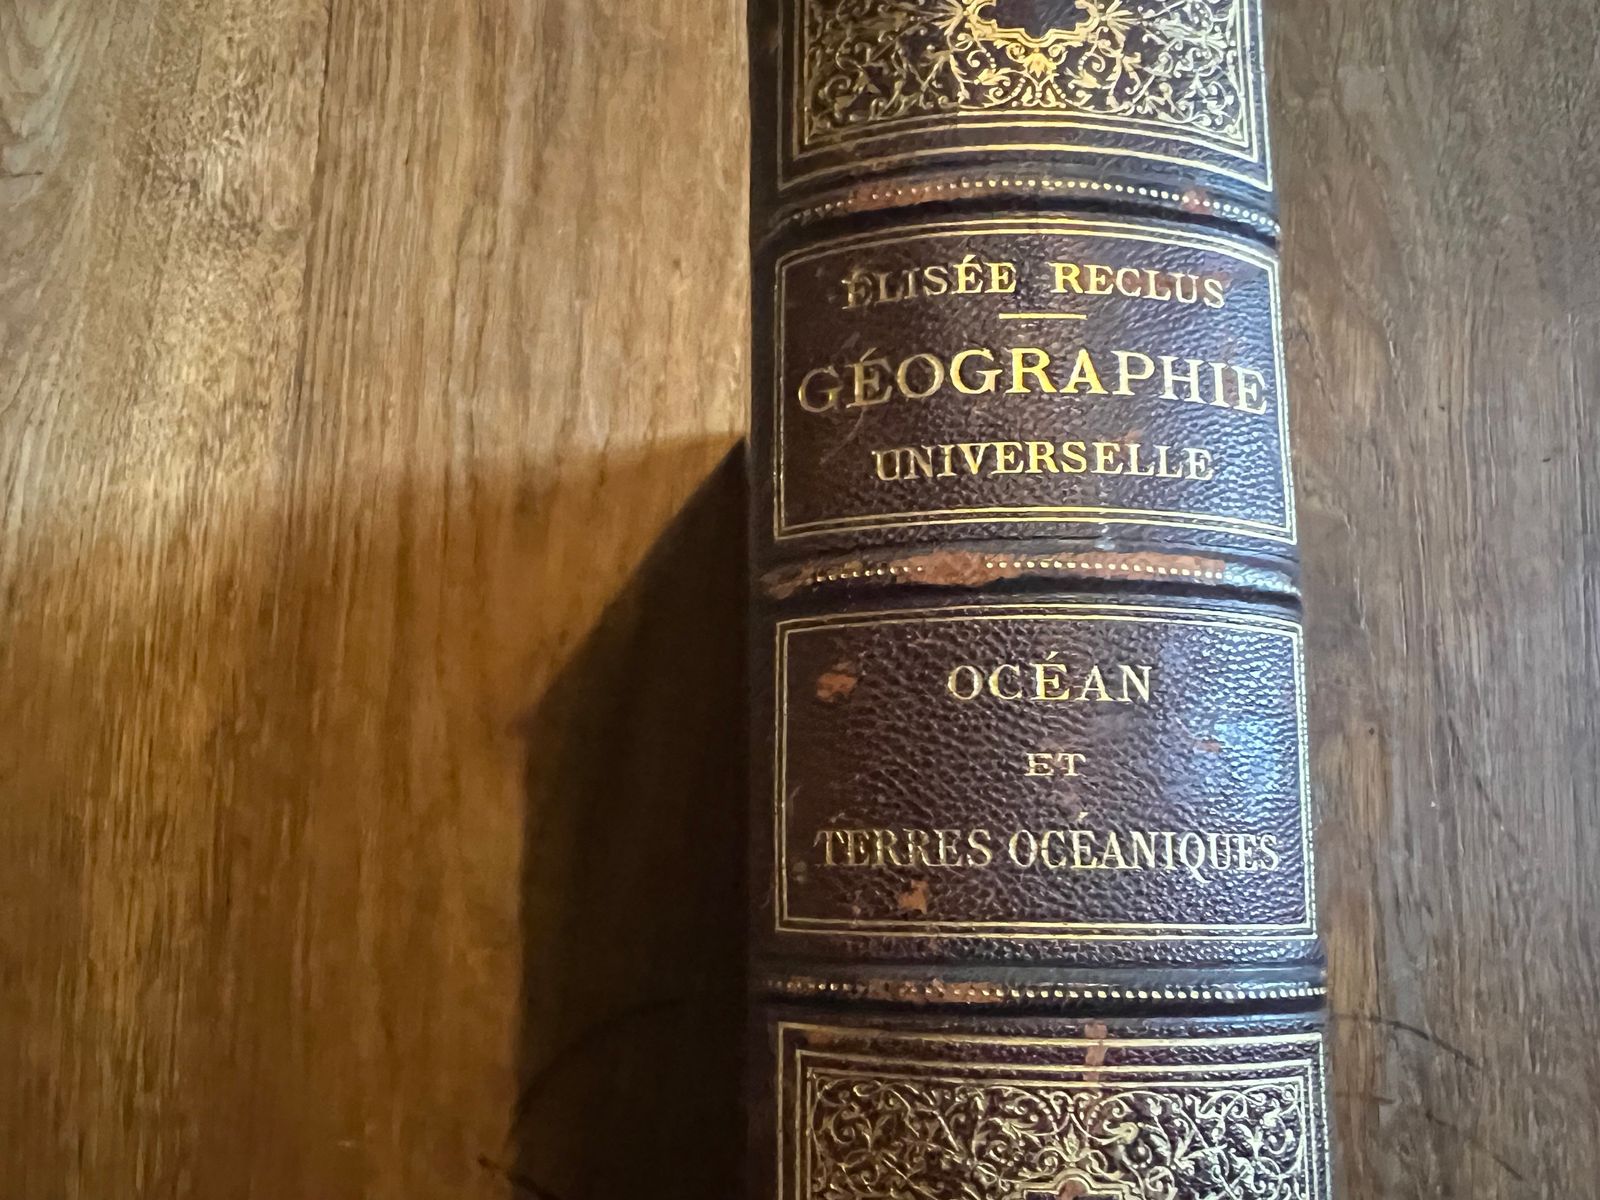 ÉLISÉE RECLUS
GÉOGRAPHIE
UNIVERSELLE
OCÉAN
ET
TERRES OCÉANIQUES